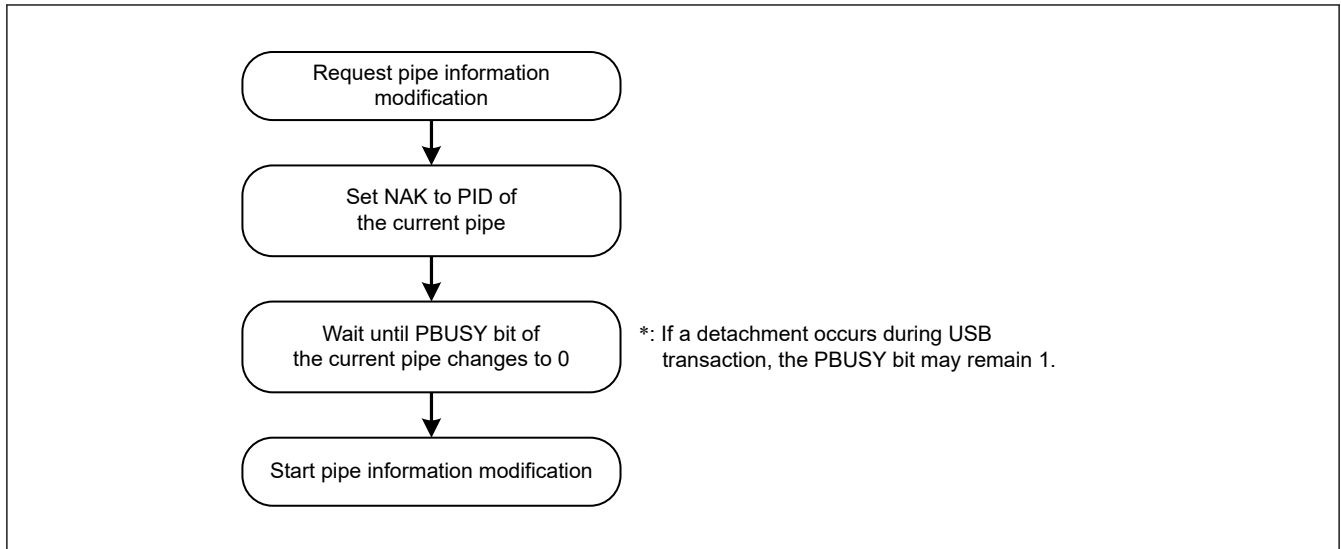 Request pipe information
modification
Set NAK to PID of
the current pipe
Wait until PBUSY bit of
the current pipe changes to 0
*: If a detachment occurs during USB
transaction, the PBUSY bit may remain 1.
Start pipe information modification